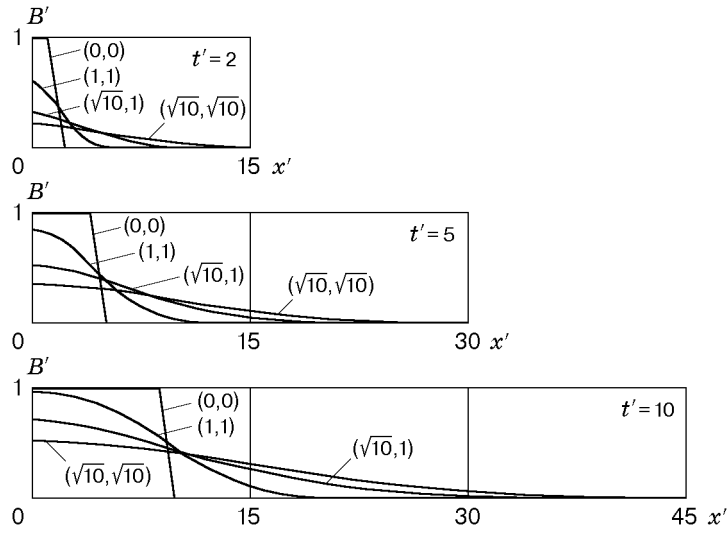 B′
1
(0,0)
t′= 2
(1,1)
(√10,1)
(√10,√10)
0
15
x′
B′
1
(0,0)
t′= 5
(1,1)
(√10,1)
(√10,√10)
0
15
30
x′
B′
1
(0,0)
t′= 10
(1,1)
(√10,1)
(√10,√10)
0
15
30
45
x′